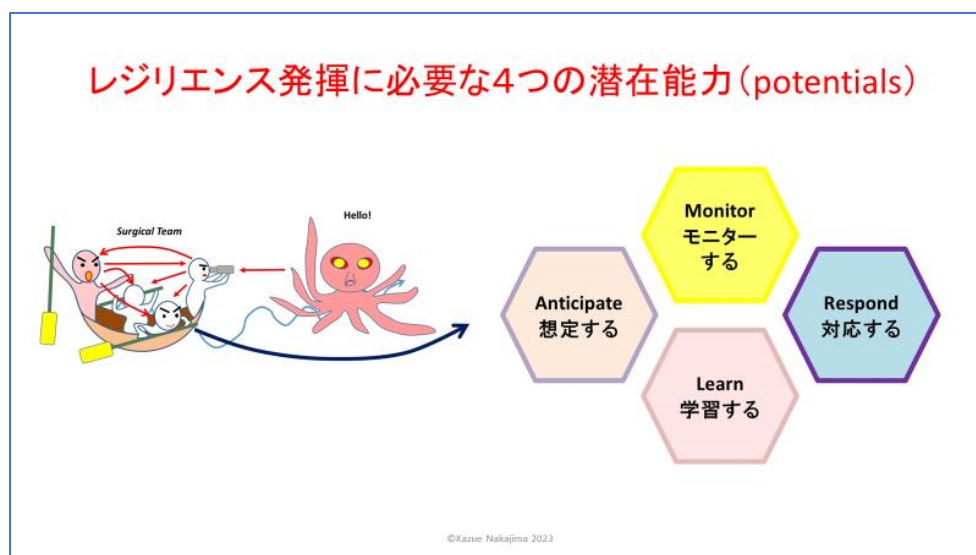 レジリエンス発揮に必要な4つの潜在能力(potentials)
Surgical Team
Hello!
Monitor
モニター
する
Anticipate
想定する
Respond
対応する
Learn
学習する
©Kazue Nakajima 2023